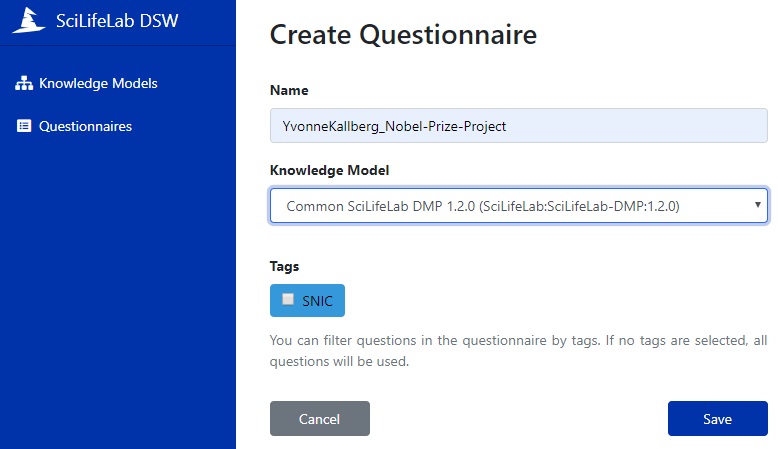 SciLifeLab DSW
Knowledge Models
Questionnaires
Create Questionnaire
Name
YvonneKallberg_Nobel-Prize-Project
Knowledge Model
Common SciLifeLab DMP 1.2.0 (SciLifeLab:SciLifeLab-DMP:1.2.0)
Tags
SNIC
You can filter questions in the questionnaire by tags. If no tags are selected, all
questions will be used.
Cancel
Save